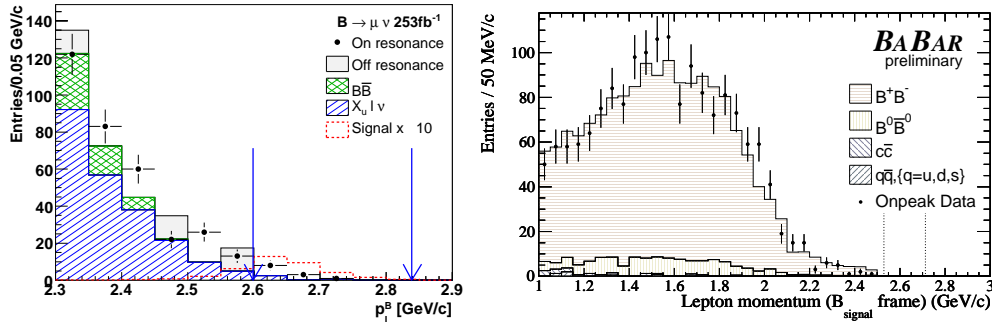 B → μ ν 253fb⁻¹
On resonance
Off resonance
BB̅
X_u l ν
Signal x 10
Entries/0.05 GeV/c
140
120
100
80
60
40
20
0
2.3 2.4 2.5 2.6 2.7 2.8 2.9
p_l^B [GeV/c]
BABAR
preliminary
B⁺B⁻
B⁰B̅⁰
cc̅
qq̅,{q=u,d,s}
Onpeak Data
Entries / 50 MeV/c
100
80
60
40
20
0
1 1.2 1.4 1.6 1.8 2 2.2 2.4 2.6 2.8 3
Lepton momentum (B_signal frame) (GeV/c)